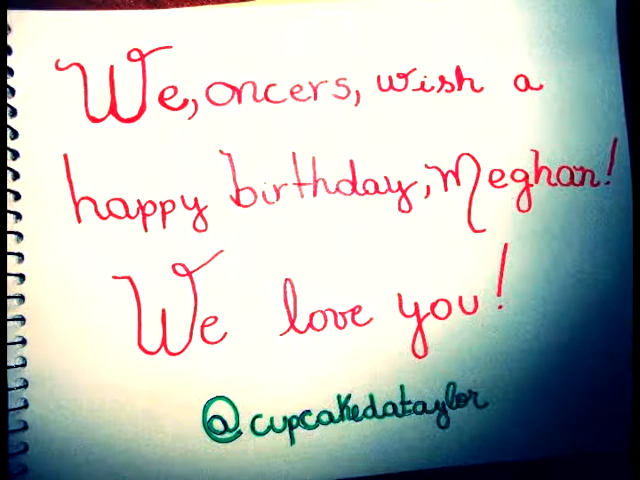 We, oncers, wish a
happy birthday, Meghan!
We love you!
@cupcakedataylor